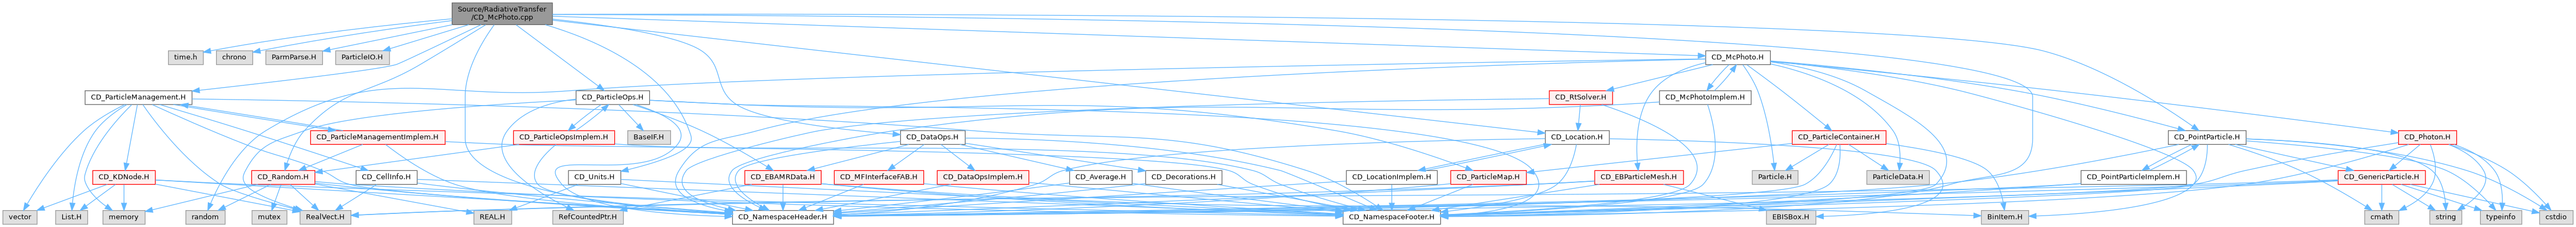 Source/RadiativeTransfer
/CD_McPhoto.cpp
time.h
chrono
ParmParse.H
ParticleIO.H
CD_McPhoto.H
CD_ParticleManagement.H
CD_ParticleOps.H
CD_RtSolver.H
CD_McPhotoImplem.H
CD_ParticleManagementImplem.H
CD_ParticleOpsImplem.H
BaseIF.H
CD_DataOps.H
CD_Location.H
CD_ParticleContainer.H
CD_PointParticle.H
CD_Photon.H
CD_KDNode.H
CD_Random.H
CD_CellInfo.H
CD_Units.H
CD_EBAMRData.H
CD_MFInterfaceFAB.H
CD_DataOpsImplem.H
CD_Average.H
CD_Decorations.H
CD_LocationImplem.H
CD_ParticleMap.H
CD_EBParticleMesh.H
Particle.H
ParticleData.H
CD_PointParticleImplem.H
CD_GenericParticle.H
vector
List.H
memory
random
mutex
RealVect.H
REAL.H
RefCountedPtr.H
CD_NamespaceHeader.H
CD_NamespaceFooter.H
EBISBox.H
BinItem.H
cmath
string
typeinfo
cstdio